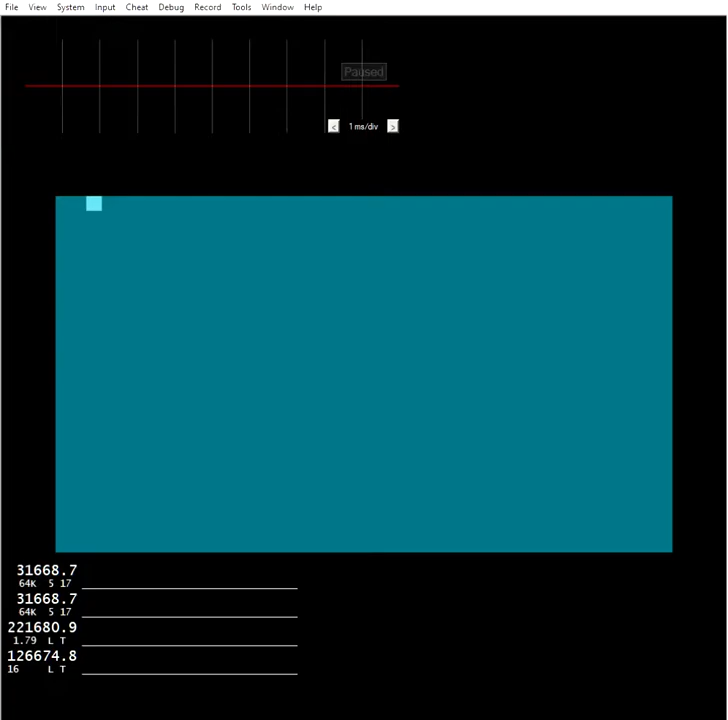 File View System Input Cheat Debug Record Tools Window Help
Paused
< 1 ms/div >
31668.7
64K 5 17
31668.7
64K 5 17
221680.9
1.79 L T
126674.8
16 L T